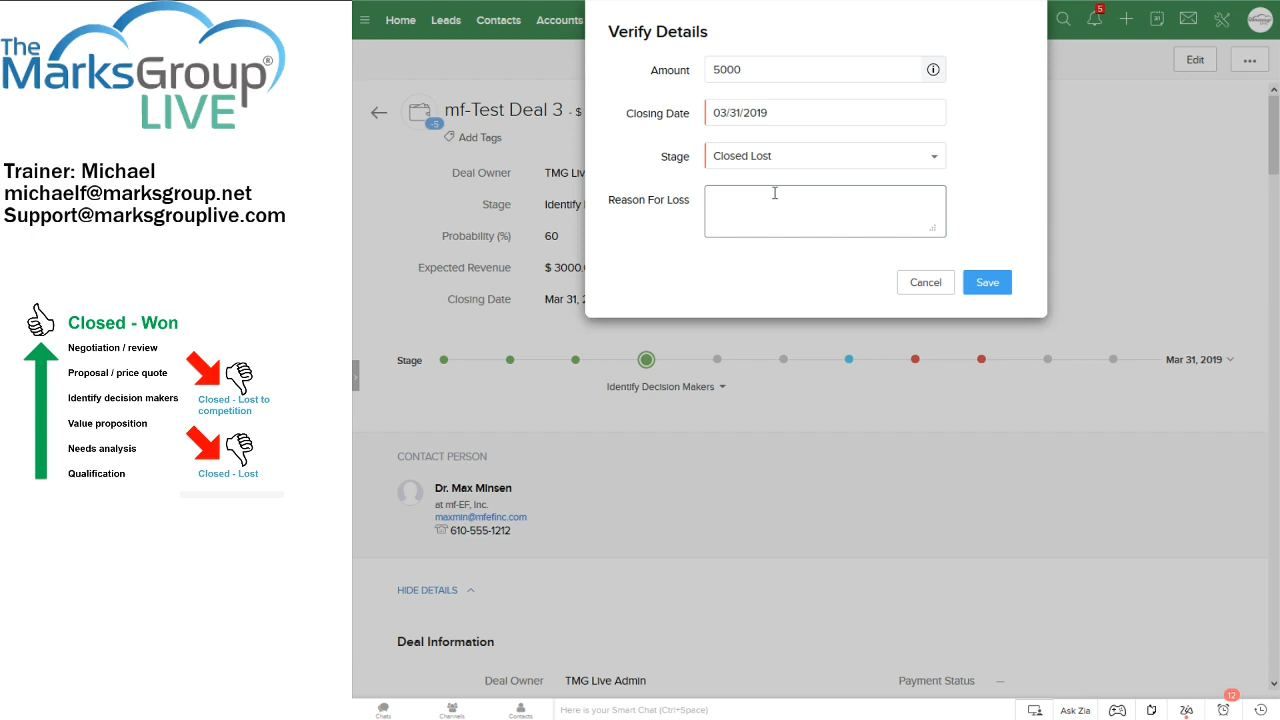 The
MarksGroup®
LIVE
Trainer: Michael
michaelf@marksgroup.net
Support@marksgrouplive.com
Closed - Won
Negotiation / review
Proposal / price quote
Identify decision makers
Value proposition
Needs analysis
Qualification
Closed - Lost to
competition
Closed - Lost
Home Leads Contacts Accounts
5
31
Edit
...
mf-Test Deal 3 - $
-5
Add Tags
Deal Owner TMG Liv
Stage Identify
Probability (%) 60
Expected Revenue $ 3000.
Closing Date Mar 31, 2
Verify Details
Amount 5000
Closing Date 03/31/2019
Stage Closed Lost
Reason For Loss
Cancel Save
Stage Mar 31, 2019
Identify Decision Makers
CONTACT PERSON
Dr. Max Minsen
at mf-EF, Inc.
maxmin@mfefinc.com
610-555-1212
HIDE DETAILS
Deal Information
Deal Owner TMG Live Admin Payment Status —
Chats Channels Contacts Here is your Smart Chat (Ctrl+Space) Ask Zia 12